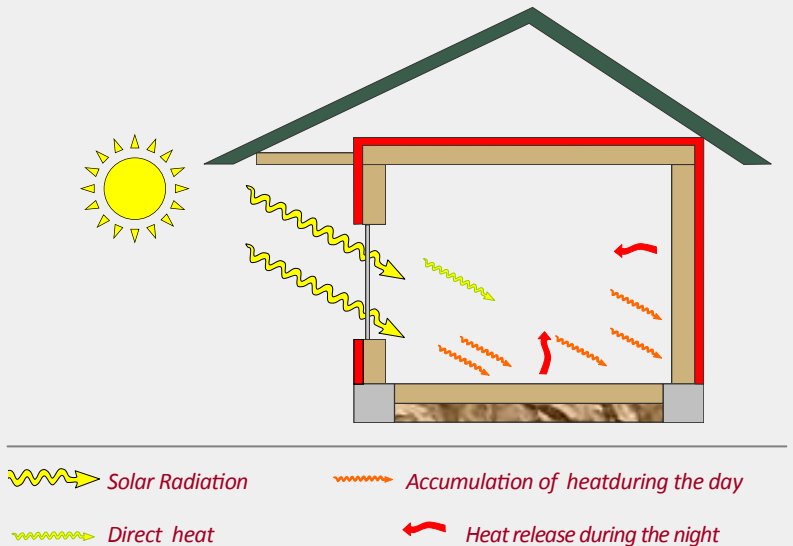 Solar Radiation
Accumulation of heatduring the day
Direct heat
Heat release during the night